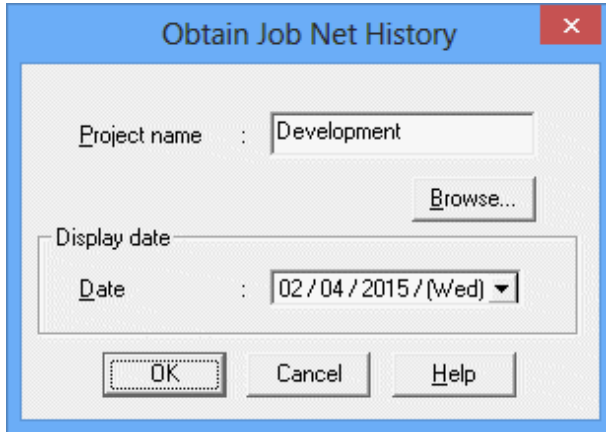 Obtain Job Net History
Project name : Development
Browse...
Display date
Date : 02 / 04 / 2015 / (Wed)
OK Cancel Help